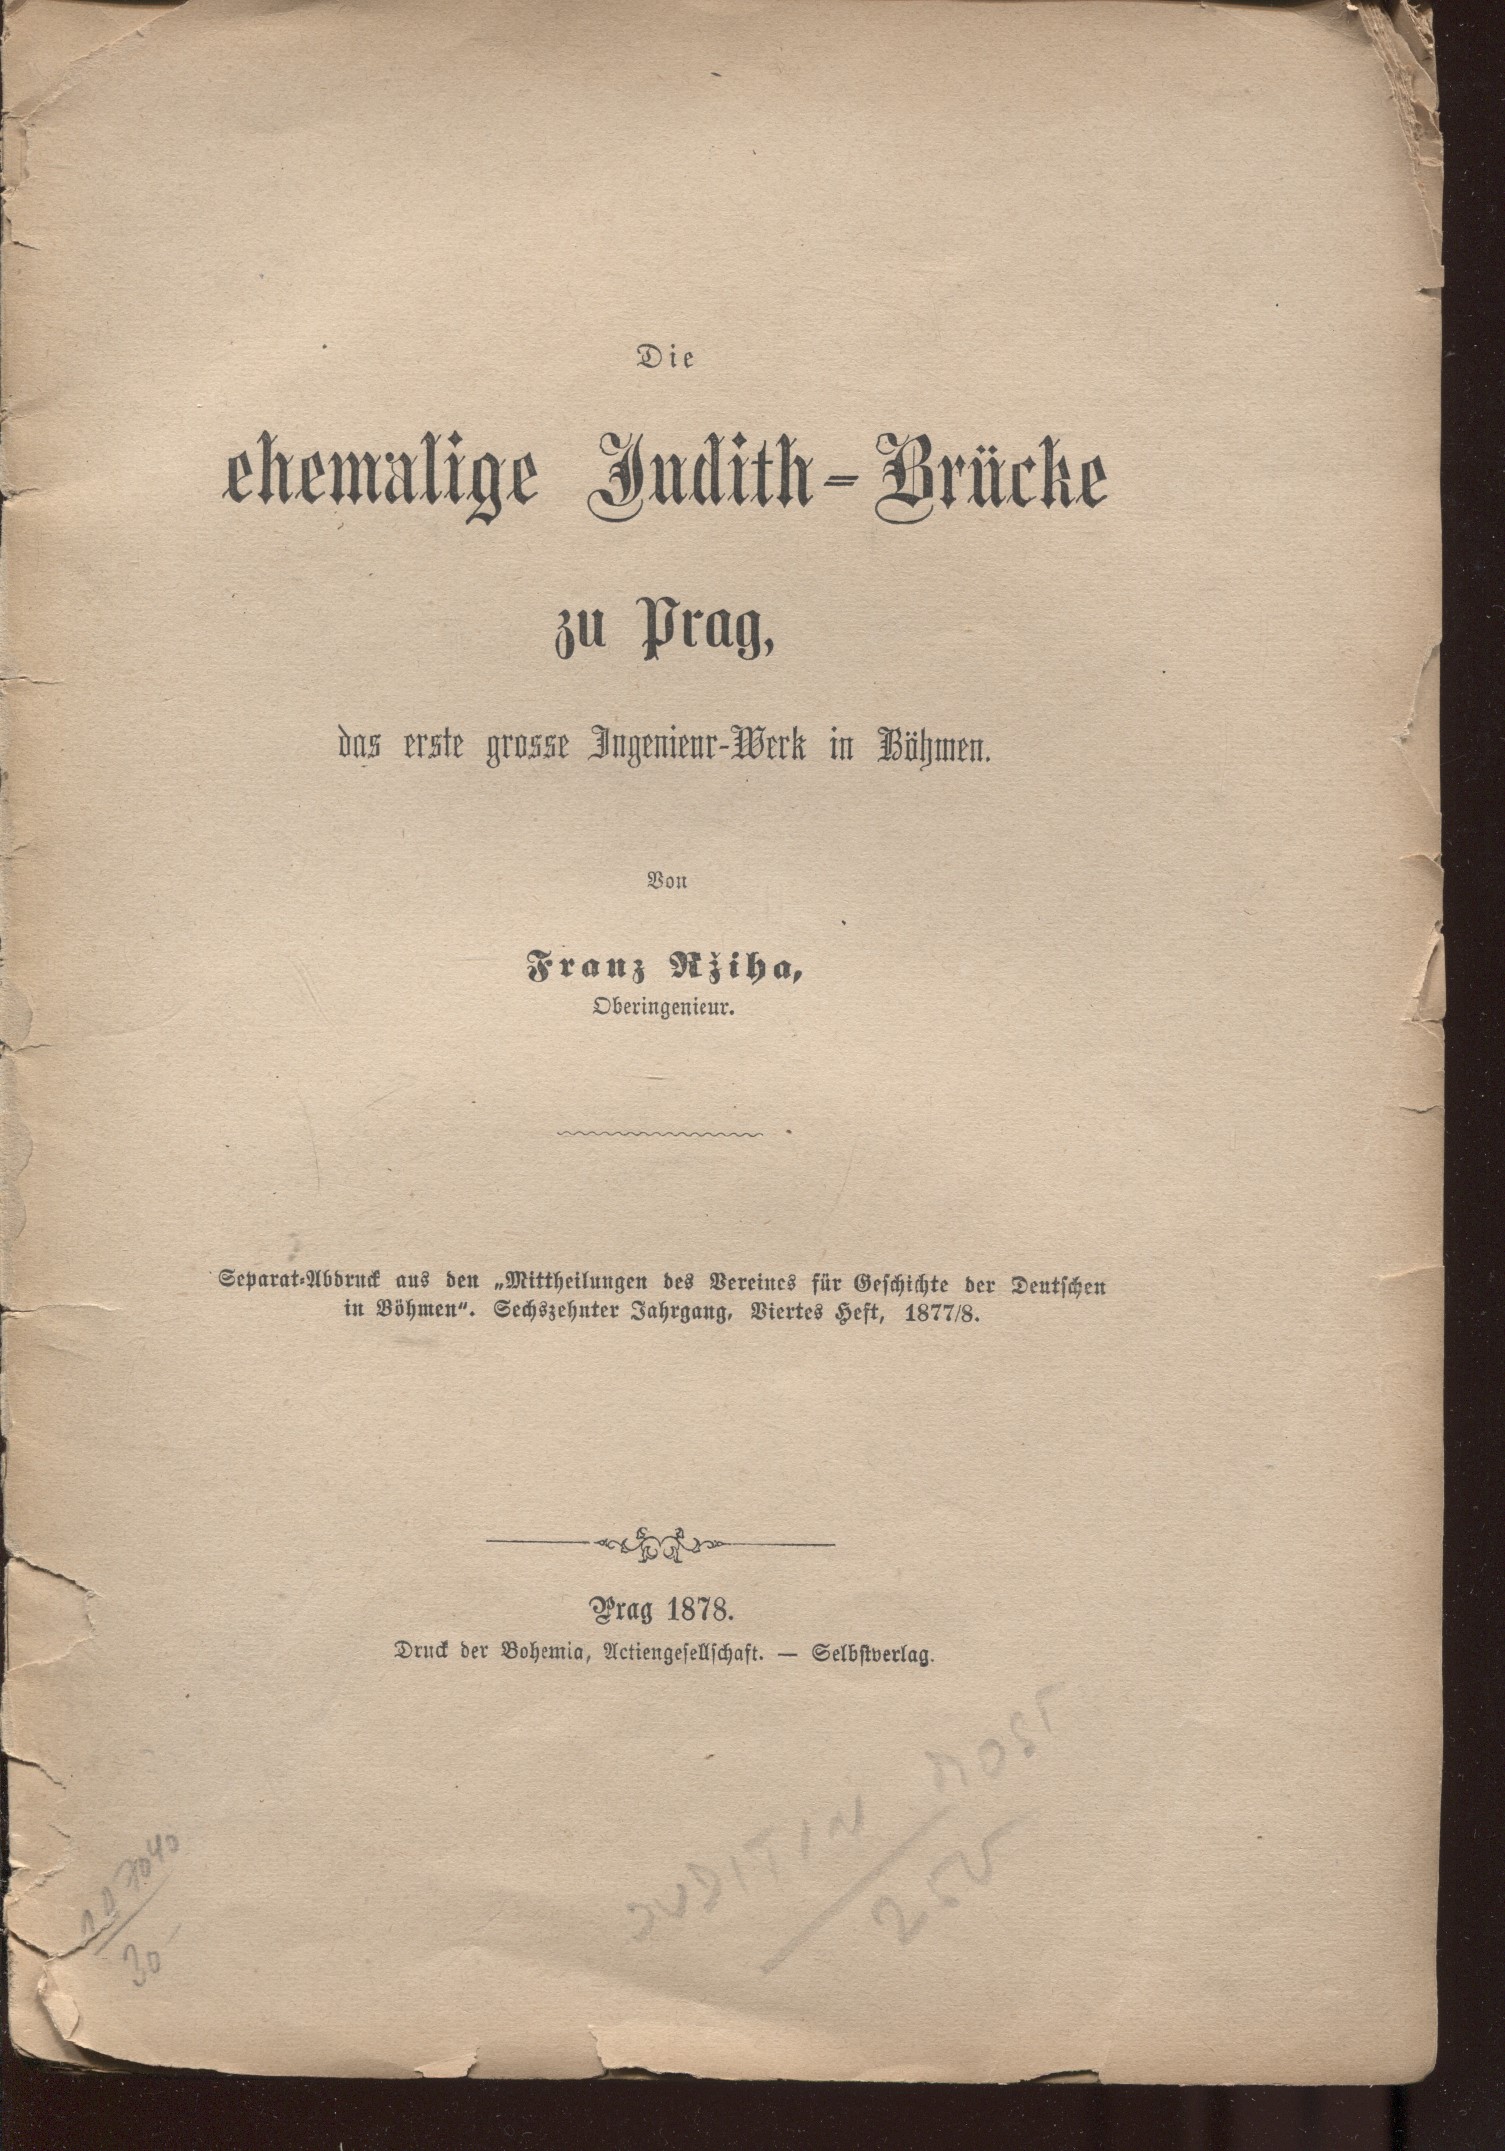 Die
ehemalige Judith-Brücke
zu Prag,
das erste grosse Ingenieur-Werk in Böhmen.
Von
Franz Ržiha,
Oberingenieur.
Separat-Abdruck aus den „Mittheilungen des Vereines für Geschichte der Deutschen
in Böhmen“. Sechszehnter Jahrgang, Viertes Heft, 1877/8.
Prag 1878.
Druck der Bohemia, Actiengesellschaft. — Selbstverlag.
JUDITIN MOST
30